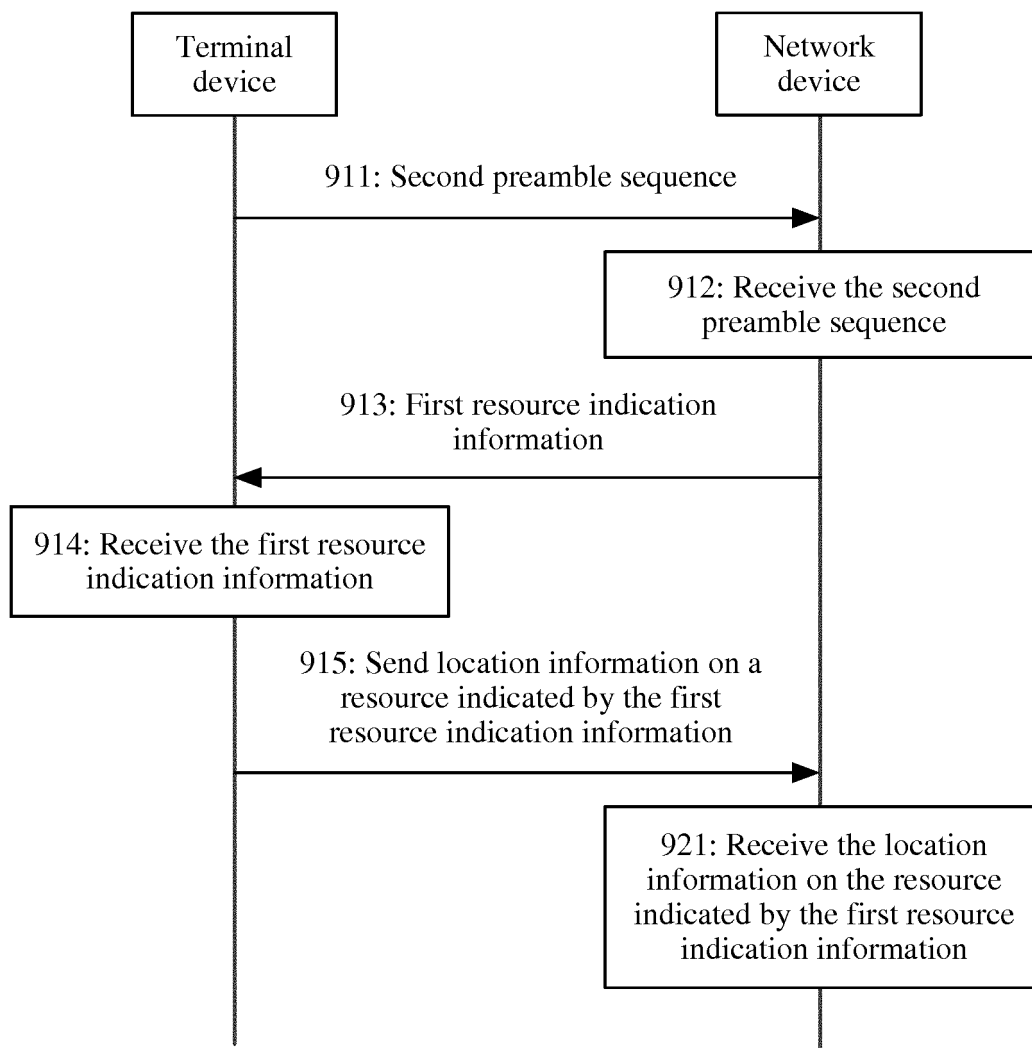 Terminal
device
Network
device
911: Second preamble sequence
912: Receive the second
preamble sequence
913: First resource indication
information
914: Receive the first resource
indication information
915: Send location information on a
resource indicated by the first
resource indication information
921: Receive the location
information on the resource
indicated by the first resource
indication information